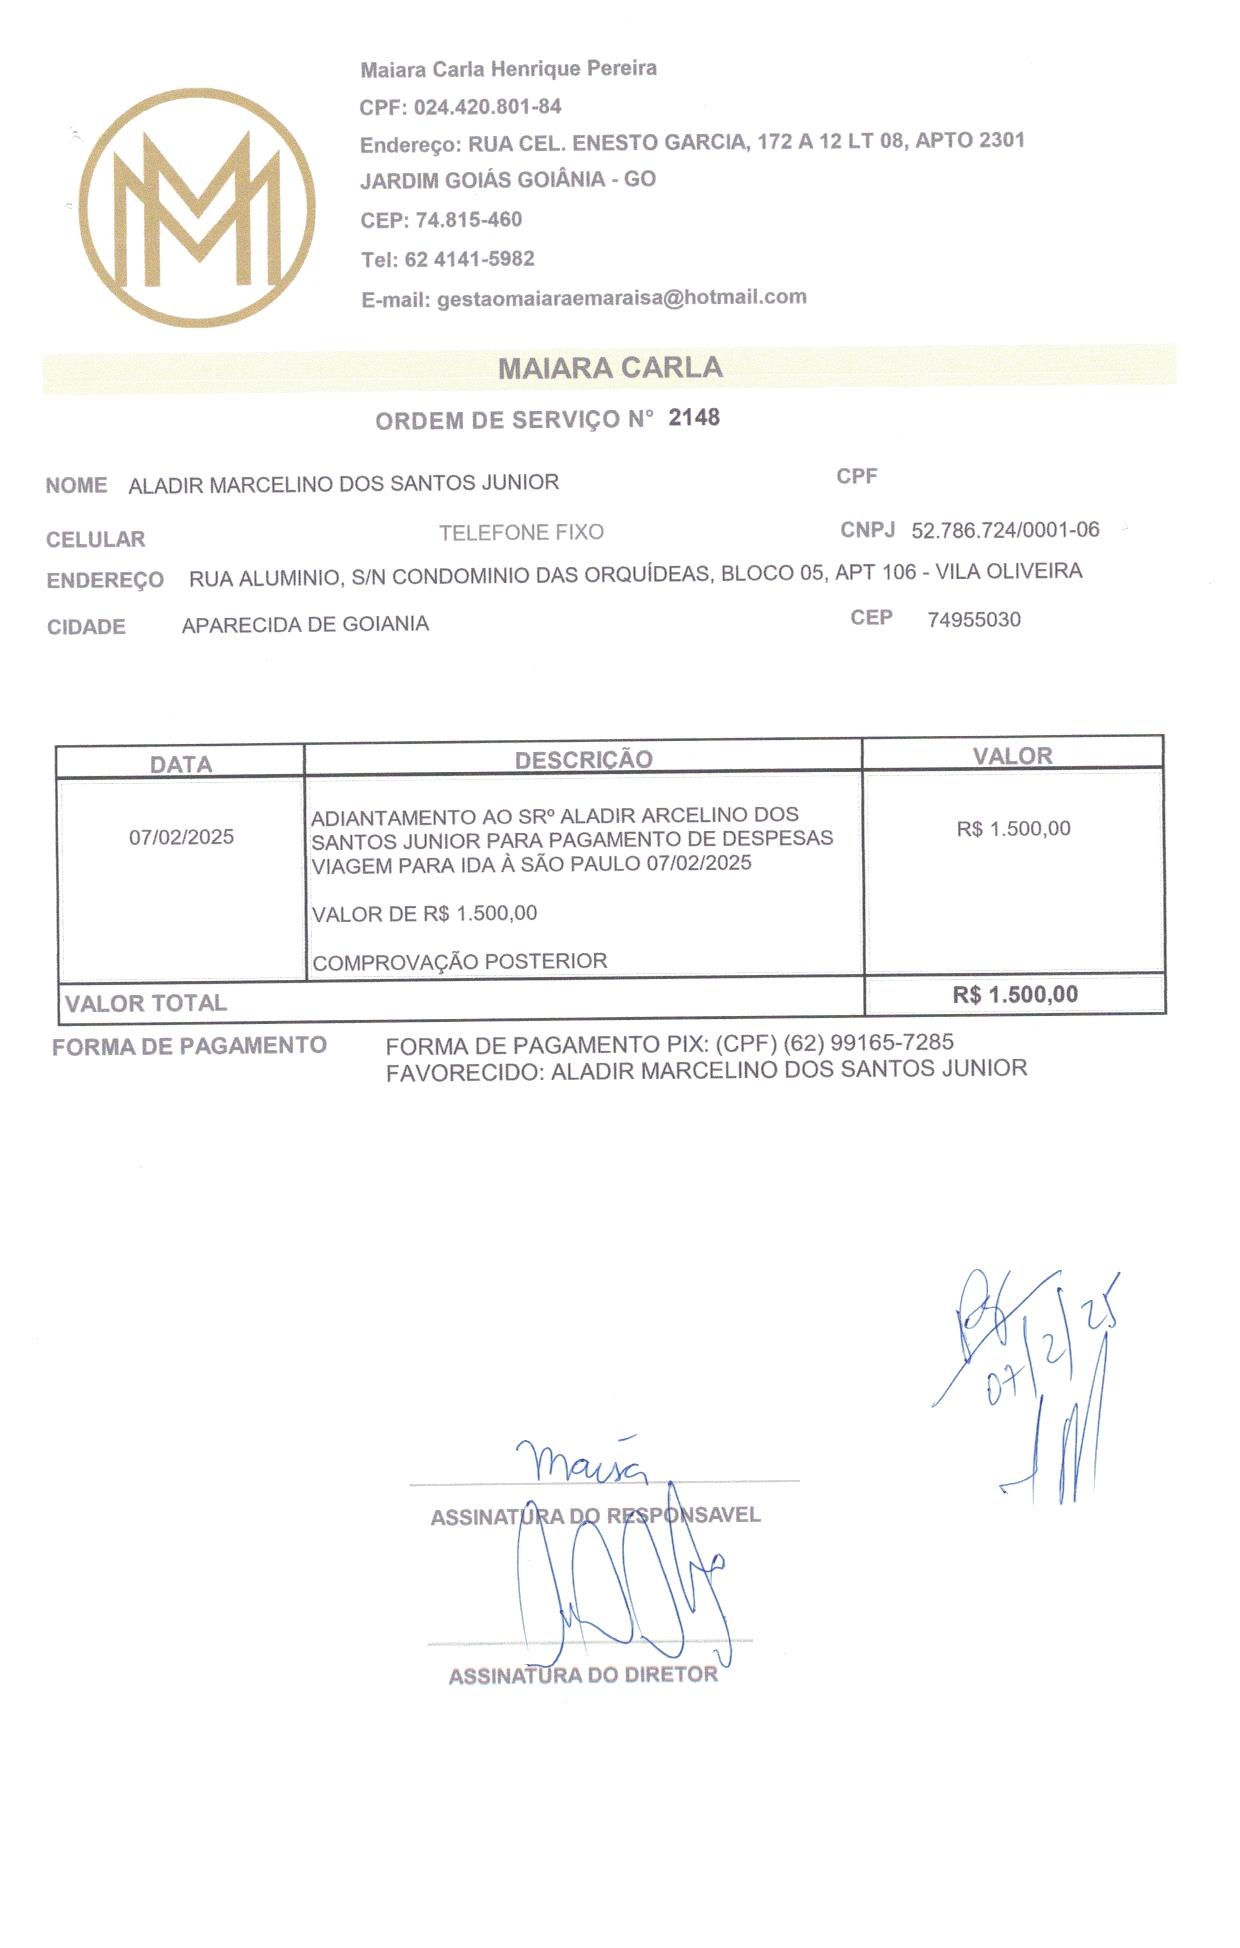 Maiara Carla Henrique Pereira
CPF: 024.420.801-84
Endereço: RUA CEL. ENESTO GARCIA, 172 A 12 LT 08, APTO 2301
JARDIM GOIÁS GOIÂNIA - GO
CEP: 74.815-460
Tel: 62 4141-5982
E-mail: gestaomaiaraemaraisa@hotmail.com
MAIARA CARLA
ORDEM DE SERVIÇO N° 2148
NOME ALADIR MARCELINO DOS SANTOS JUNIOR CPF
CELULAR TELEFONE FIXO CNPJ 52.786.724/0001-06
ENDEREÇO RUA ALUMINIO, S/N CONDOMINIO DAS ORQUÍDEAS, BLOCO 05, APT 106 - VILA OLIVEIRA
CIDADE APARECIDA DE GOIANIA CEP 74955030
DATA DESCRIÇÃO VALOR
07/02/2025 ADIANTAMENTO AO SRº ALADIR ARCELINO DOS R$ 1.500,00
SANTOS JUNIOR PARA PAGAMENTO DE DESPESAS
VIAGEM PARA IDA À SÃO PAULO 07/02/2025
VALOR DE R$ 1.500,00
COMPROVAÇÃO POSTERIOR
VALOR TOTAL R$ 1.500,00
FORMA DE PAGAMENTO FORMA DE PAGAMENTO PIX: (CPF) (62) 99165-7285
FAVORECIDO: ALADIR MARCELINO DOS SANTOS JUNIOR
07/2/25
ASSINATURA DO RESPONSAVEL
ASSINATURA DO DIRETOR